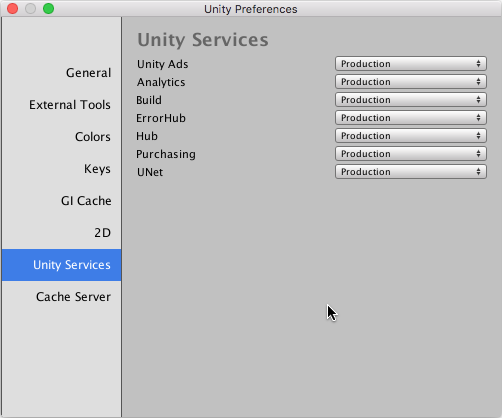 Unity Preferences
General
External Tools
Colors
Keys
GI Cache
2D
Unity Services
Cache Server
Unity Services
Unity Ads Production
Analytics Production
Build Production
ErrorHub Production
Hub Production
Purchasing Production
UNet Production